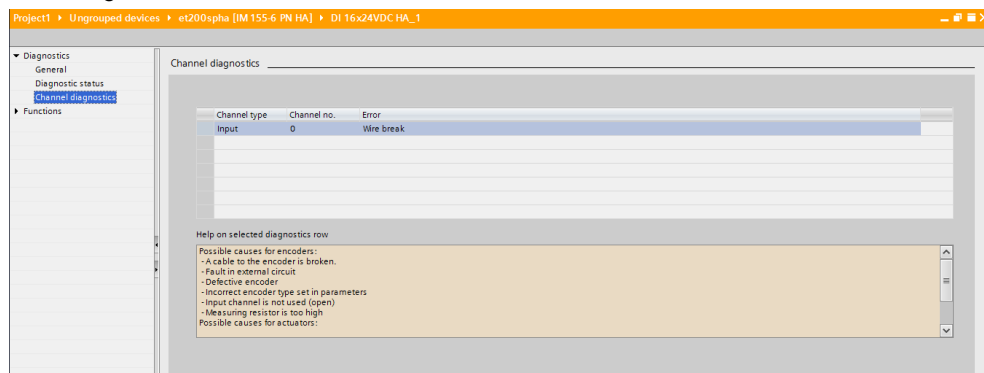 Project1 ▸ Ungrouped devices ▸ et200spha [IM 155-6 PN HA] ▸ DI 16x24VDC HA_1
Diagnostics
General
Diagnostic status
Channel diagnostics
Functions
Channel diagnostics
Channel type Channel no. Error
Input 0 Wire break
Help on selected diagnostics row
Possible causes for encoders:
- A cable to the encoder is broken.
- Fault in external circuit
- Defective encoder
- Incorrect encoder type set in parameters
- Input channel is not used (open)
- Measuring resistor is too high
Possible causes for actuators: